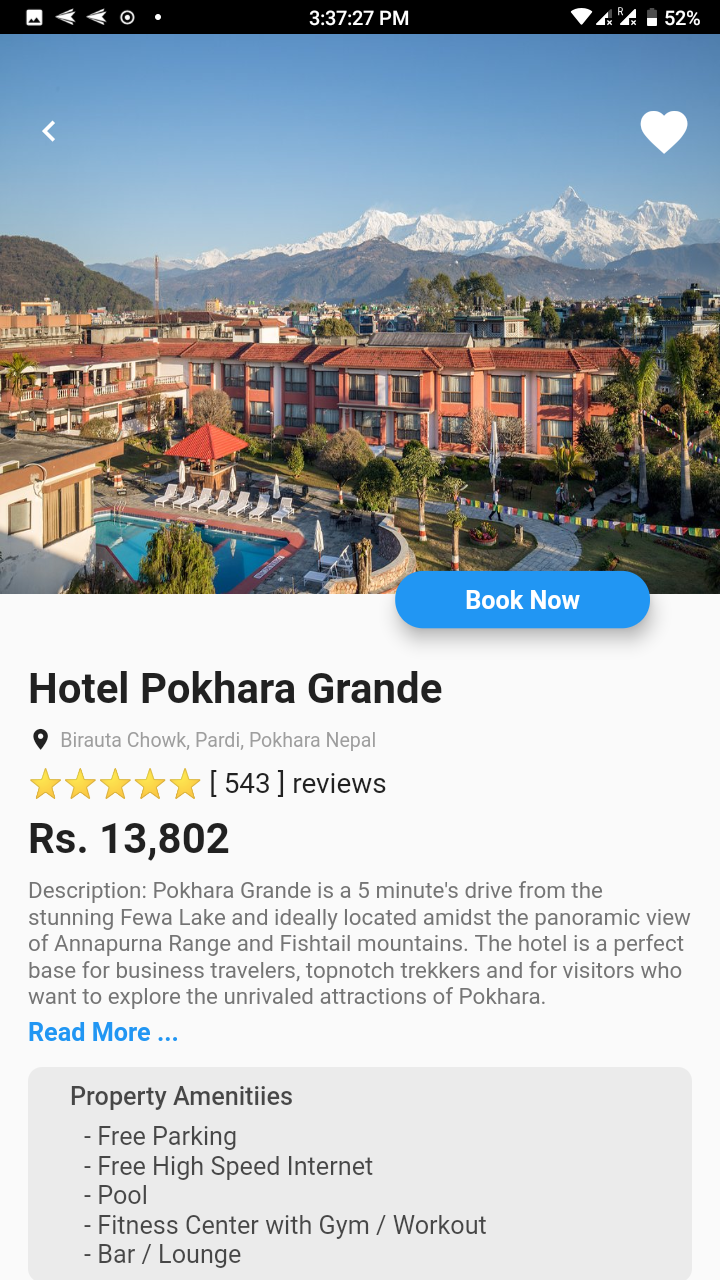 3:37:27 PM
R
52%
Book Now
Hotel Pokhara Grande
Birauta Chowk, Pardi, Pokhara Nepal
[ 543 ] reviews
Rs. 13,802
Description: Pokhara Grande is a 5 minute's drive from the
stunning Fewa Lake and ideally located amidst the panoramic view
of Annapurna Range and Fishtail mountains. The hotel is a perfect
base for business travelers, topnotch trekkers and for visitors who
want to explore the unrivaled attractions of Pokhara.
Read More ...
Property Amenitiies
- Free Parking
- Free High Speed Internet
- Pool
- Fitness Center with Gym / Workout
- Bar / Lounge